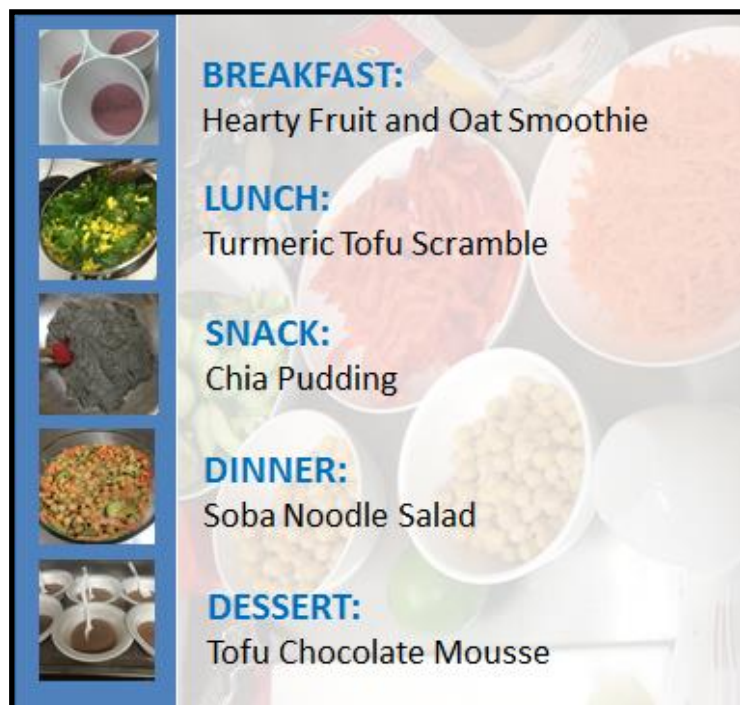 BREAKFAST:
Hearty Fruit and Oat Smoothie
LUNCH:
Turmeric Tofu Scramble
SNACK:
Chia Pudding
DINNER:
Soba Noodle Salad
DESSERT:
Tofu Chocolate Mousse